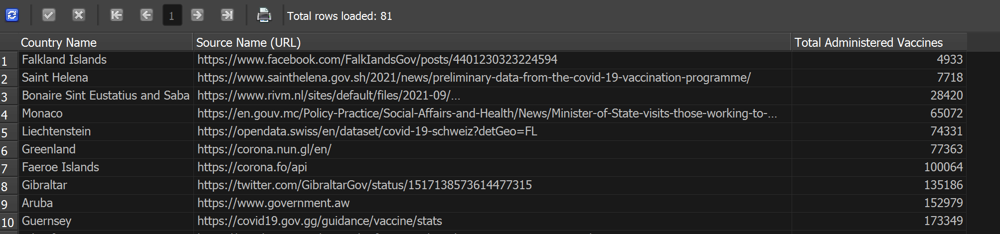 1 Total rows loaded: 81
Country Name Source Name (URL) Total Administered Vaccines
1 Falkland Islands https://www.facebook.com/FalkIandsGov/posts/4401230323224594 4933
2 Saint Helena https://www.sainthelena.gov.sh/2021/news/preliminary-data-from-the-covid-19-vaccination-programme/ 7718
3 Bonaire Sint Eustatius and Saba https://www.rivm.nl/sites/default/files/2021-09/... 28420
4 Monaco https://en.gouv.mc/Policy-Practice/Social-Affairs-and-Health/News/Minister-of-State-visits-those-working-to-... 65072
5 Liechtenstein https://opendata.swiss/en/dataset/covid-19-schweiz?detGeo=FL 74331
6 Greenland https://corona.nun.gl/en/ 77363
7 Faeroe Islands https://corona.fo/api 100064
8 Gibraltar https://twitter.com/GibraltarGov/status/1517138573614477315 135186
9 Aruba https://www.government.aw 152979
10 Guernsey https://covid19.gov.gg/guidance/vaccine/stats 173349